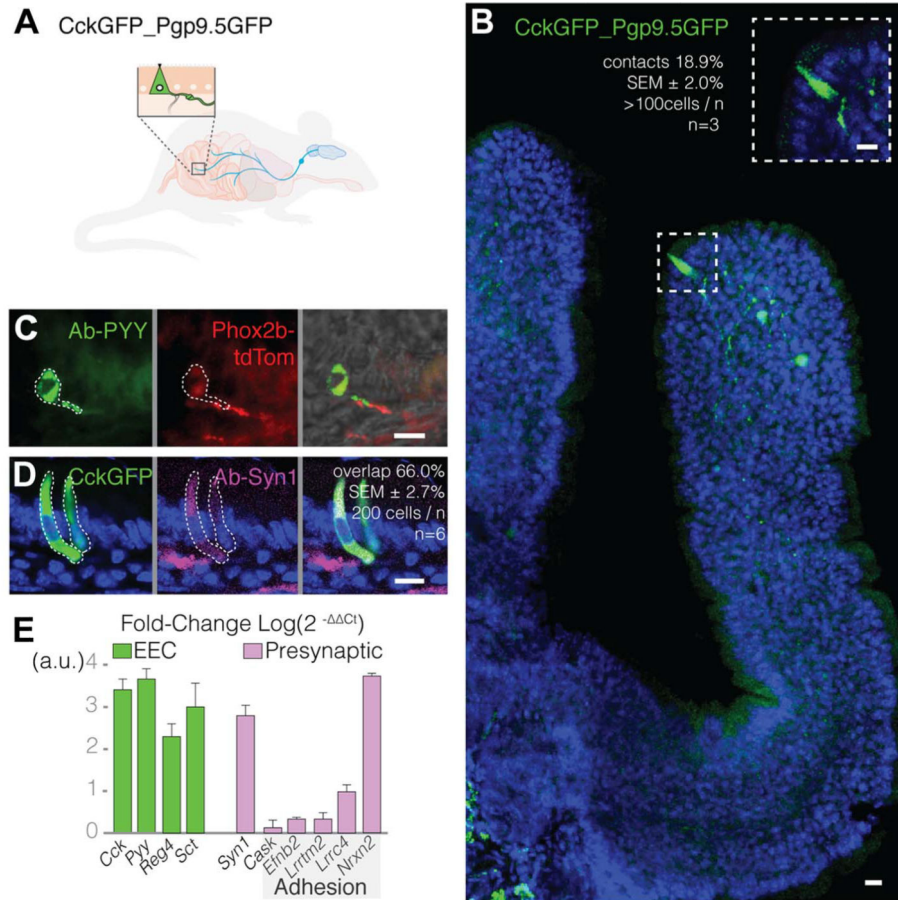 A CckGFP_Pgp9.5GFP
B CckGFP_Pgp9.5GFP
contacts 18.9%
SEM ± 2.0%
>100cells / n
n=3
C Ab-PYY
Phox2b-
tdTom
D CckGFP
Ab-Syn1
overlap 66.0%
SEM ± 2.7%
200 cells / n
n=6
E Fold-Change Log(2 -ΔΔCt)
(a.u.)
EEC
Presynaptic
4
3
2
1
0
Cck
Pyy
Reg4
Sct
Syn1
Cask
Efnb2
Lrrtm2
Lrrc4
Nrxn2
Adhesion